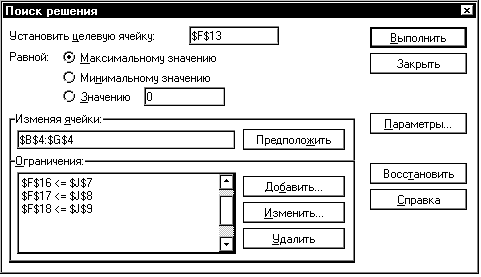 Поиск решения
Установить целевую ячейку: $F$13
Выполнить
Равной: Максимальному значению
Закрыть
Минимальному значению
Значению 0
Изменяя ячейки:
Параметры...
$B$4:$G$4
Предположить
Ограничения:
$F$16 <= $J$7
$F$17 <= $J$8
$F$18 <= $J$9
Добавить...
Изменить...
Удалить
Восстановить
Справка